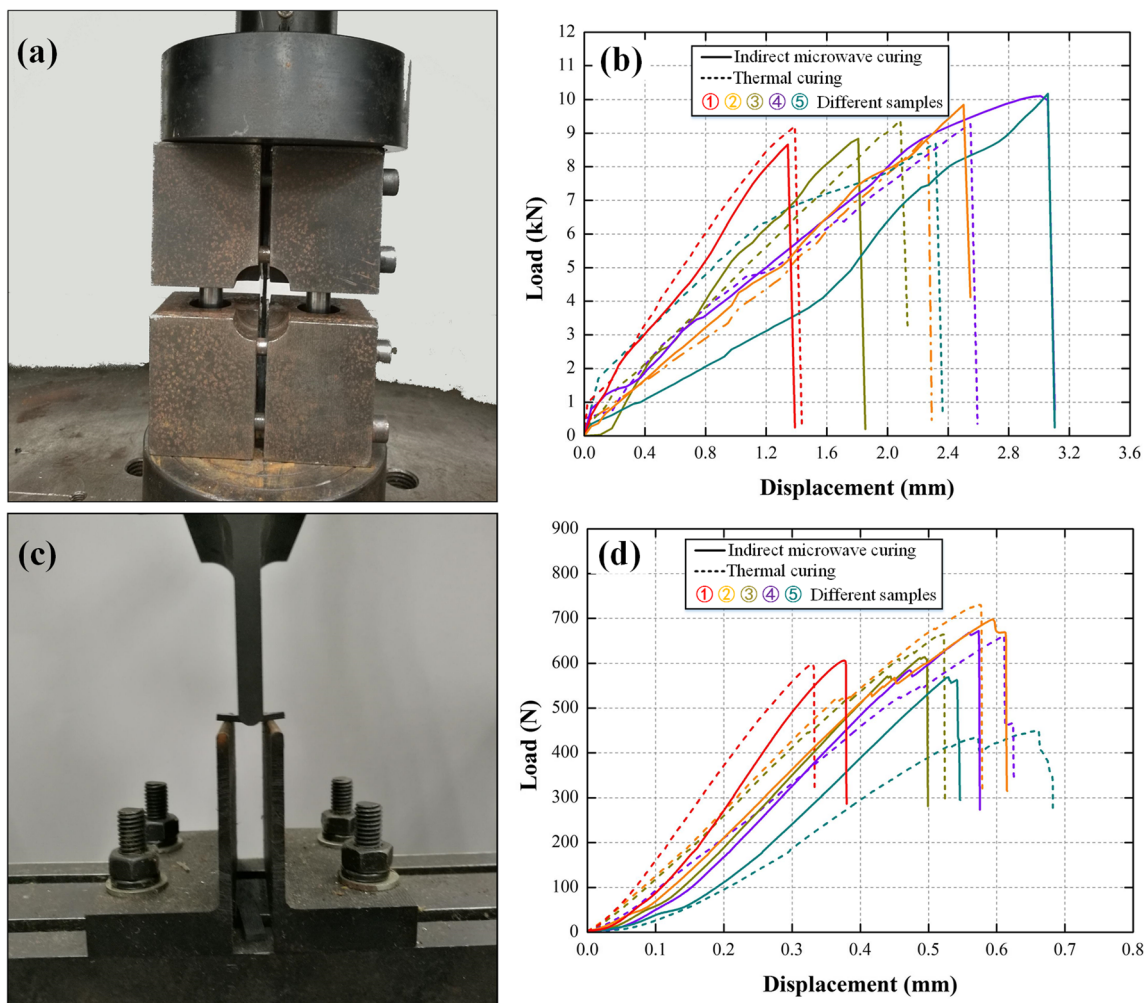 (a)
(b)
Indirect microwave curing
Thermal curing
① ② ③ ④ ⑤ Different samples
Load (kN)
12
11
10
9
8
7
6
5
4
3
2
1
0
0.0 0.4 0.8 1.2 1.6 2.0 2.4 2.8 3.2 3.6
Displacement (mm)
(c)
(d)
Indirect microwave curing
Thermal curing
① ② ③ ④ ⑤ Different samples
Load (N)
900
800
700
600
500
400
300
200
100
0
0.0 0.1 0.2 0.3 0.4 0.5 0.6 0.7 0.8
Displacement (mm)